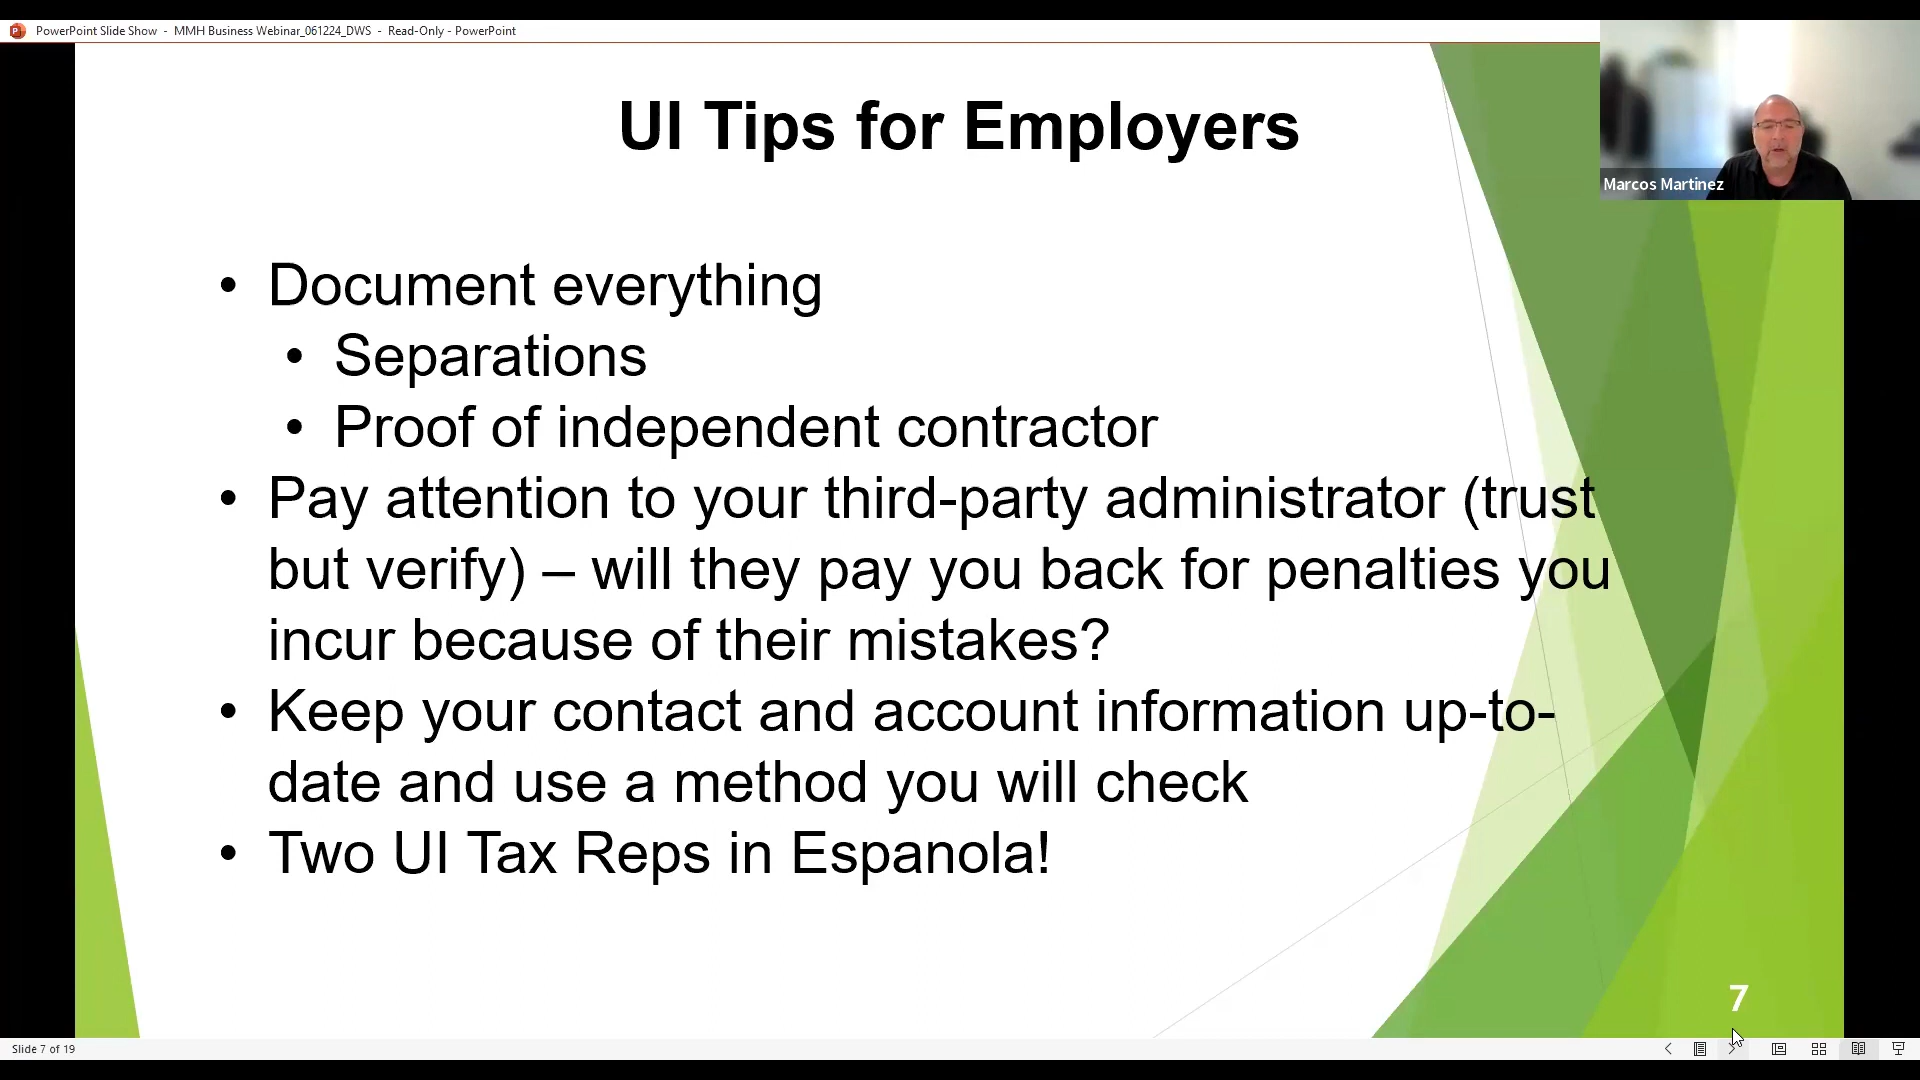 PowerPoint Slide Show - MMH Business Webinar_061224_DWS - Read-Only - PowerPoint
Marcos Martinez
UI Tips for Employers
• Document everything
• Separations
• Proof of independent contractor
• Pay attention to your third-party administrator (trust
but verify) – will they pay you back for penalties you
incur because of their mistakes?
• Keep your contact and account information up-to-
date and use a method you will check
• Two UI Tax Reps in Espanola!
7
Slide 7 of 19